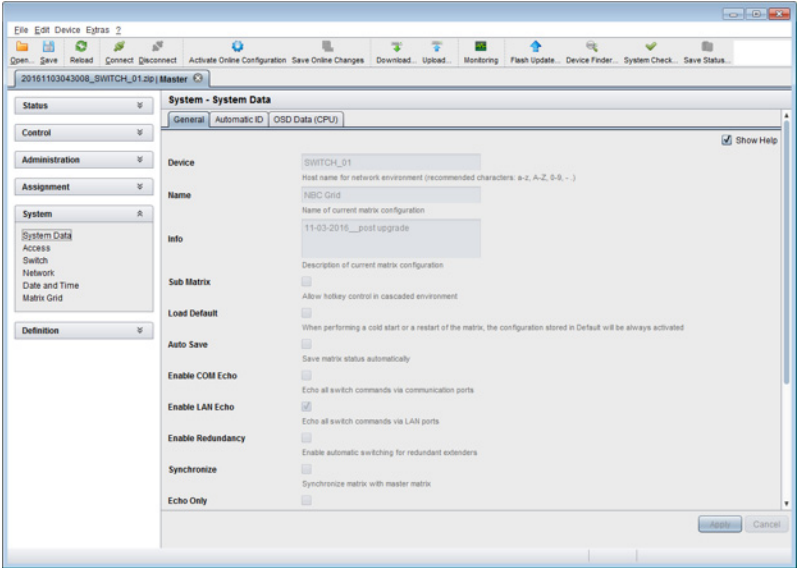 File Edit Device Extras ?
Open... Save Reload Connect Disconnect Activate Online Configuration Save Online Changes Download... Upload... Monitoring Flash Update... Device Finder... System Check... Save Status...
20161103043008_SWITCH_01.zip | Master
Status
Control
Administration
Assignment
System
System Data
Access
Switch
Network
Date and Time
Matrix Grid
Definition
System - System Data
General Automatic ID OSD Data (CPU)
Show Help
Device SWITCH_01
Host name for network environment (recommended characters: a-z, A-Z, 0-9, - .)
Name NBC Grid
Name of current matrix configuration
Info 11-03-2016__post upgrade
Description of current matrix configuration
Sub Matrix
Allow hotkey control in cascaded environment
Load Default
When performing a cold start or a restart of the matrix, the configuration stored in Default will be always activated
Auto Save
Save matrix status automatically
Enable COM Echo
Echo all switch commands via communication ports
Enable LAN Echo
Echo all switch commands via LAN ports
Enable Redundancy
Enable automatic switching for redundant extenders
Synchronize
Synchronize matrix with master matrix
Echo Only
Apply Cancel